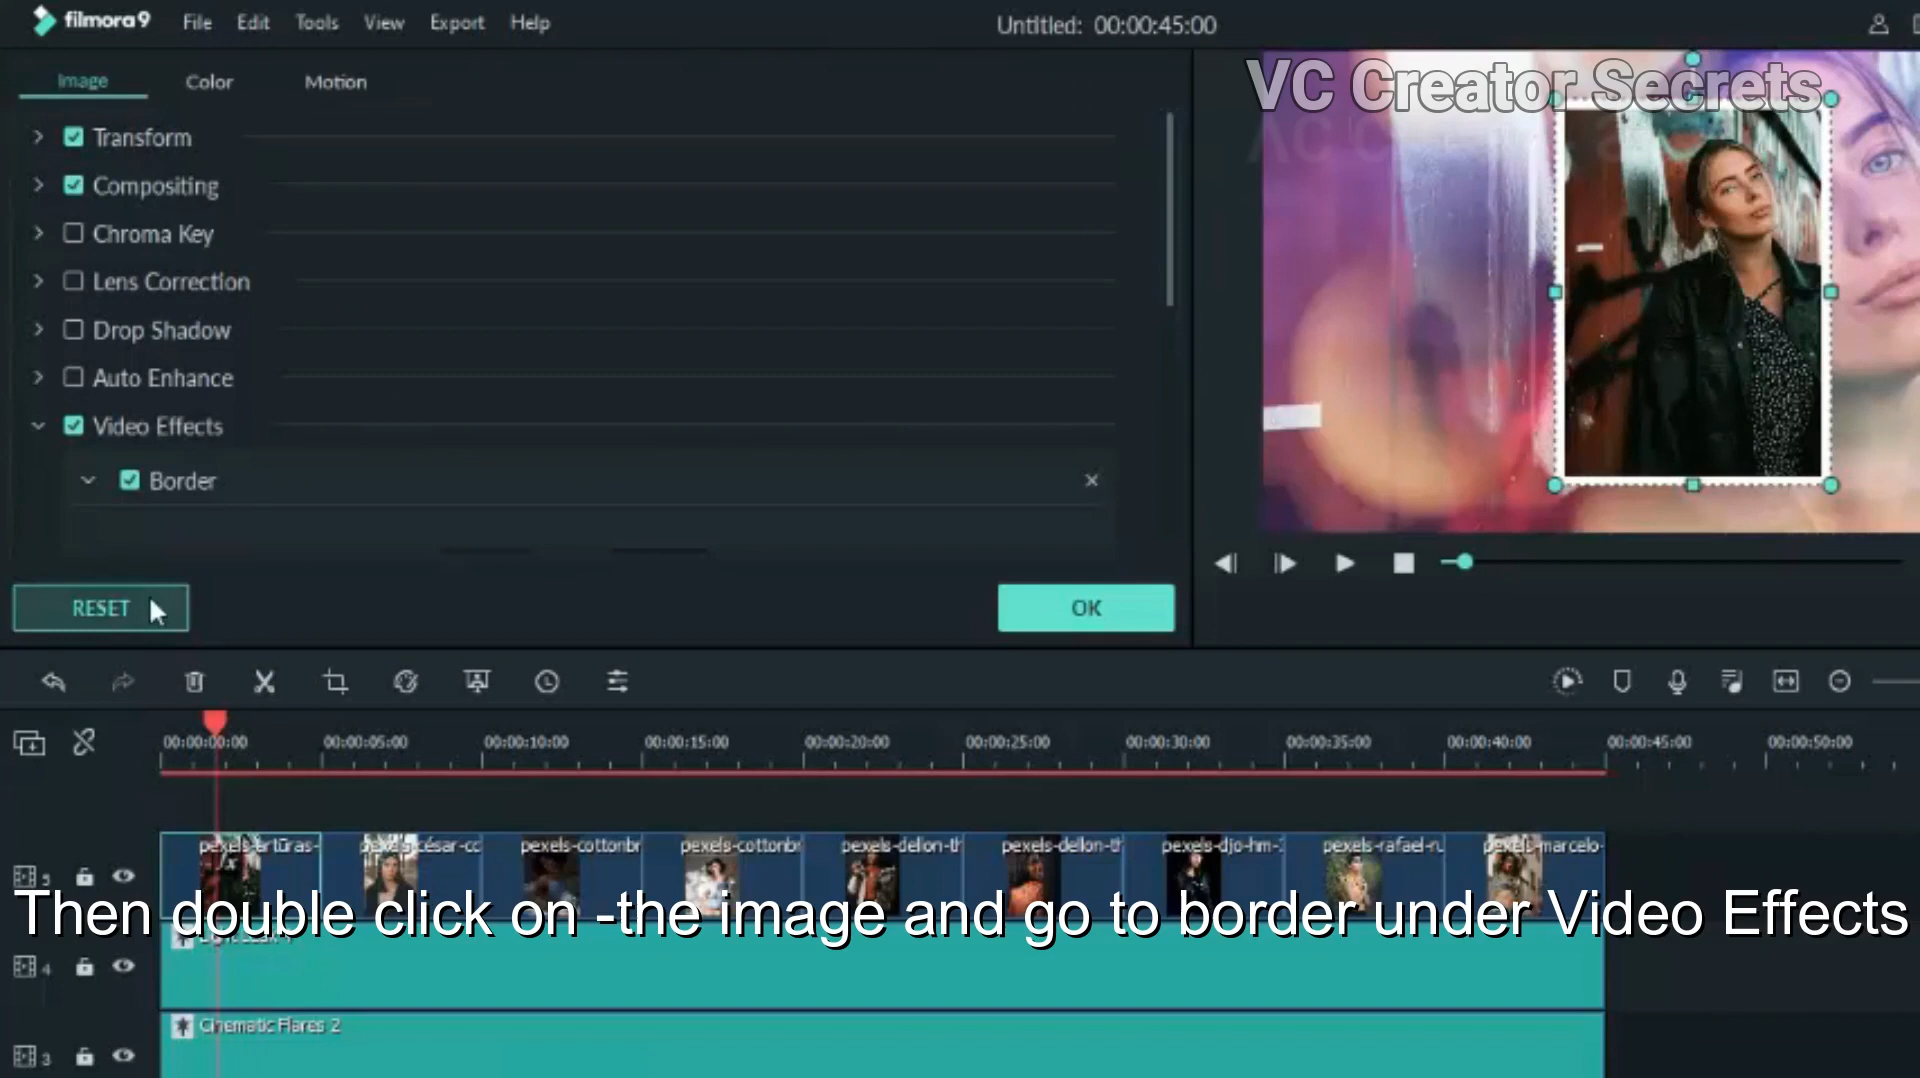 filmora9 File Edit Tools View Export Help Untitled: 00:00:45:00
VC Creator Secrets
Image Color Motion
Transform
Compositing
Chroma Key
Lens Correction
Drop Shadow
Auto Enhance
Video Effects
Border
RESET OK
00:00:00:00 00:00:05:00 00:00:10:00 00:00:15:00 00:00:20:00 00:00:25:00 00:00:30:00 00:00:35:00 00:00:40:00 00:00:45:00 00:00:50:00
pexels-artūras- pexels-césar-co pexels-cottonbr pexels-cottonb pexels-dellon-th pexels-dellon-th pexels-djo-hm- pexels-rafael-ru pexels-marcelo-
5
Then double click on -the image and go to border under Video Effects
4
Cinematic Flares 2
3